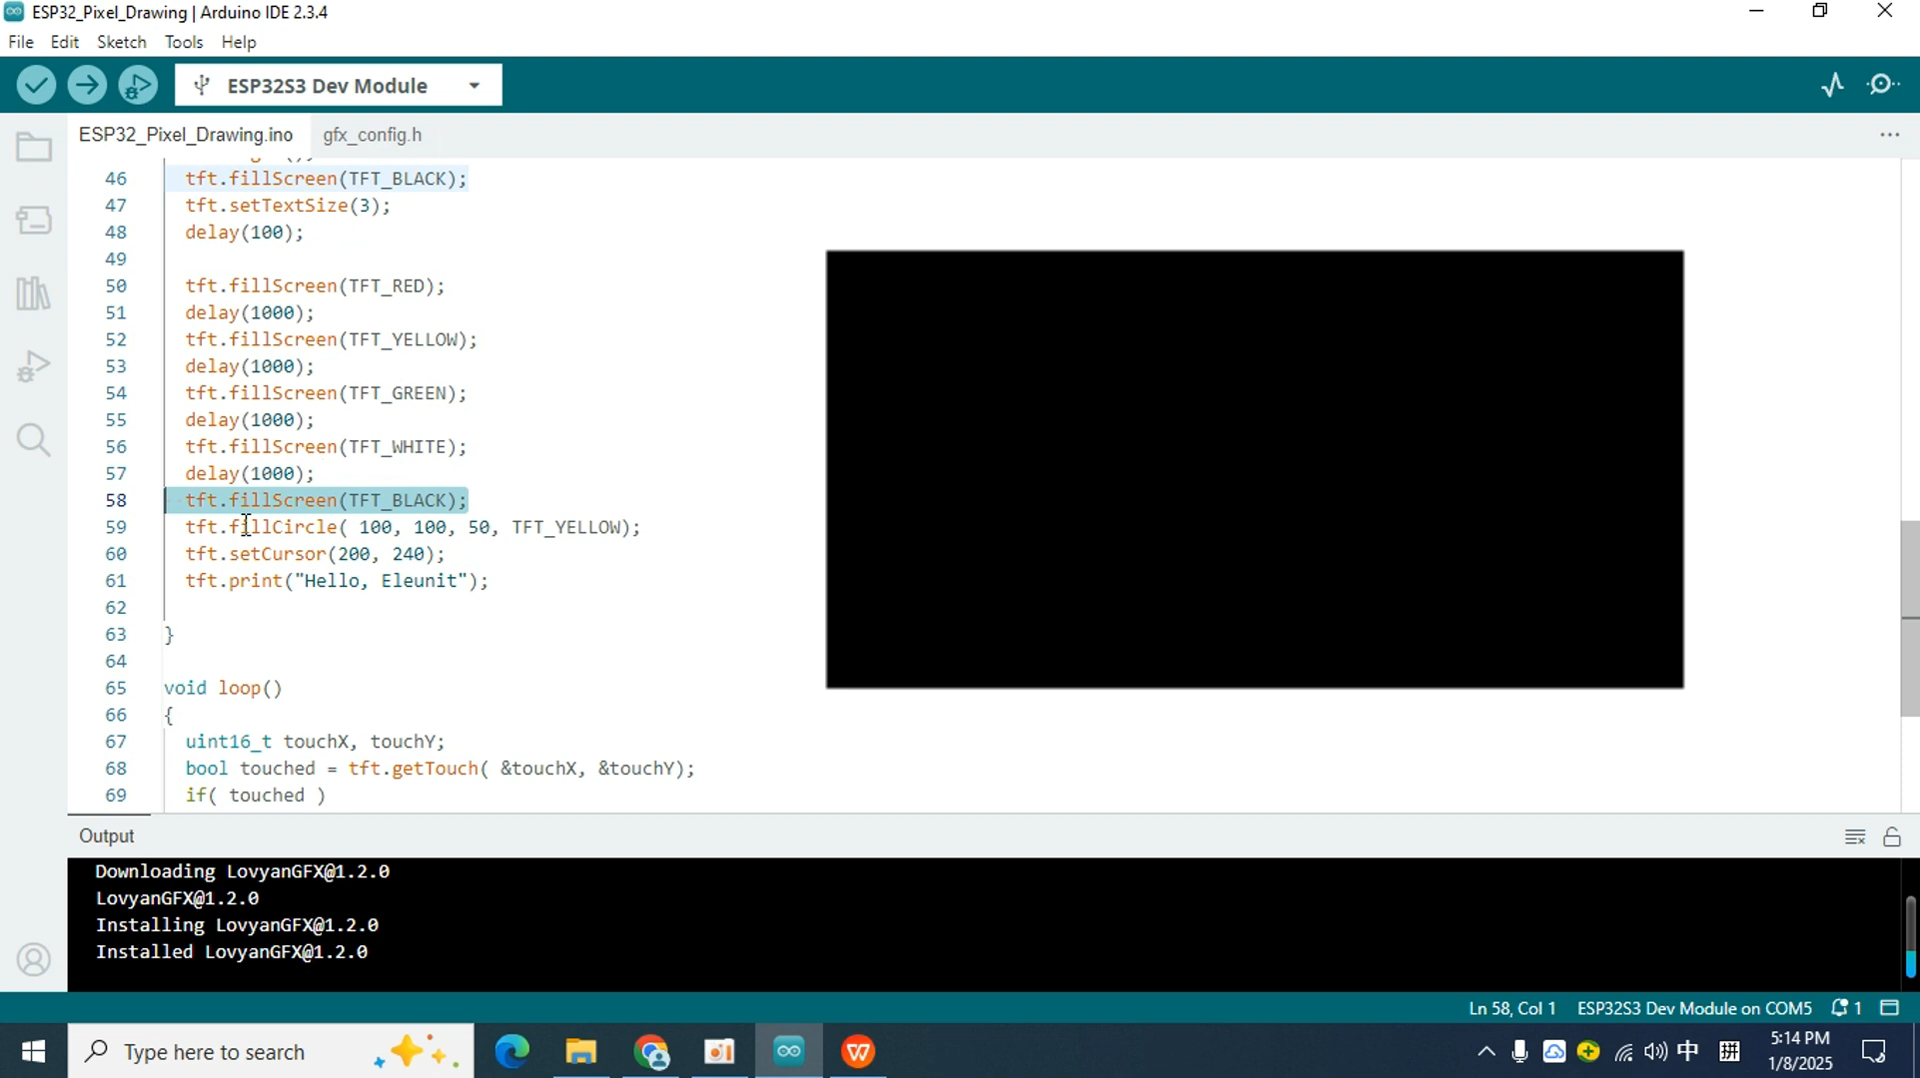 ESP32_Pixel_Drawing | Arduino IDE 2.3.4
File Edit Sketch Tools Help
ESP32S3 Dev Module
ESP32_Pixel_Drawing.ino gfx_config.h
46 tft.fillScreen(TFT_BLACK);
47 tft.setTextSize(3);
48 delay(100);
49
50 tft.fillScreen(TFT_RED);
51 delay(1000);
52 tft.fillScreen(TFT_YELLOW);
53 delay(1000);
54 tft.fillScreen(TFT_GREEN);
55 delay(1000);
56 tft.fillScreen(TFT_WHITE);
57 delay(1000);
58 tft.fillScreen(TFT_BLACK);
59 tft.fillCircle( 100, 100, 50, TFT_YELLOW);
60 tft.setCursor(200, 240);
61 tft.print("Hello, Eleunit");
62
63 }
64
65 void loop()
66 {
67 uint16_t touchX, touchY;
68 bool touched = tft.getTouch( &touchX, &touchY);
69 if( touched )
Output
Downloading LovyanGFX@1.2.0
LovyanGFX@1.2.0
Installing LovyanGFX@1.2.0
Installed LovyanGFX@1.2.0
Ln 58, Col 1 ESP32S3 Dev Module on COM5 1
Type here to search
中 拼 5:14 PM
1/8/2025